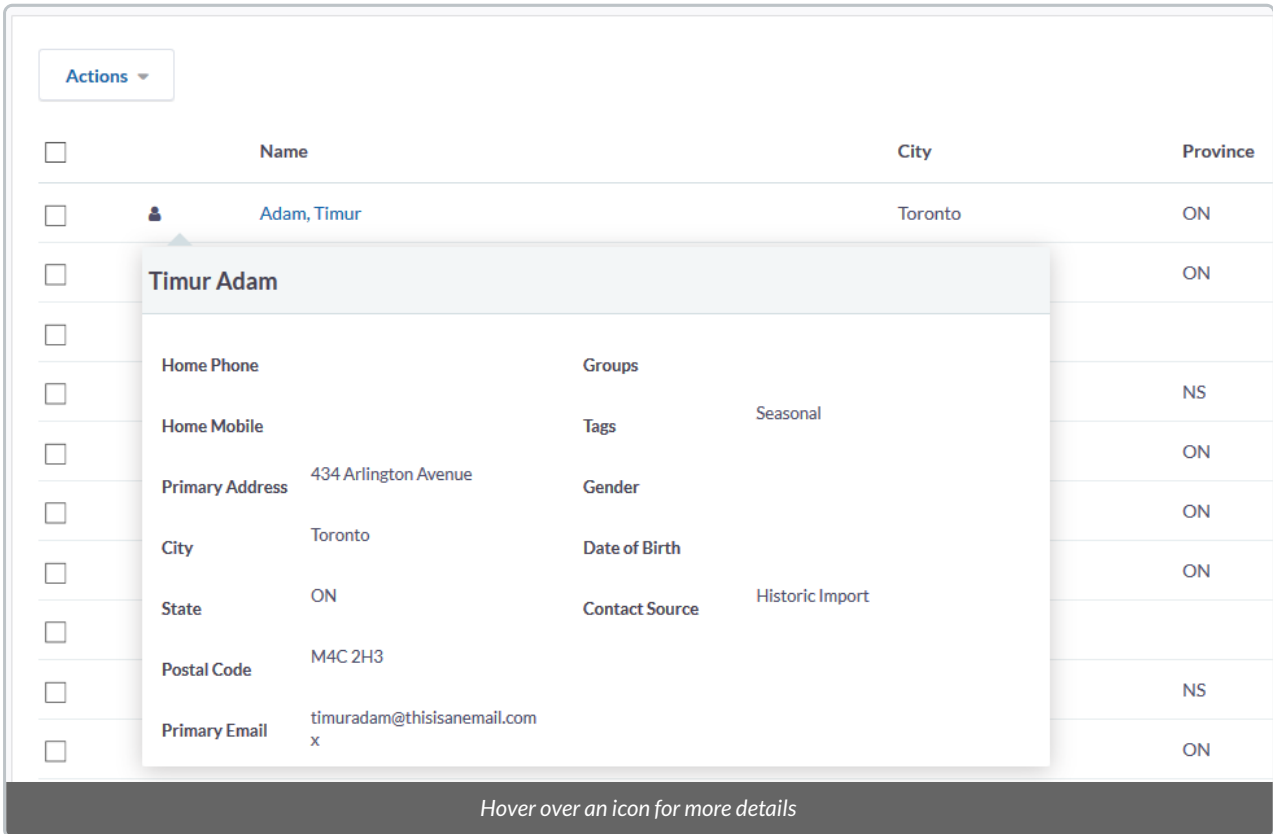 Actions
Name City Province
Adam, Timur Toronto ON
Timur Adam
ON
Home Phone Groups
NS
Home Mobile Tags Seasonal
ON
Primary Address 434 Arlington Avenue Gender
ON
City Toronto Date of Birth
ON
State ON Contact Source Historic Import
Postal Code M4C 2H3
NS
Primary Email timuradam@thisisanemail.com
x
ON
Hover over an icon for more details